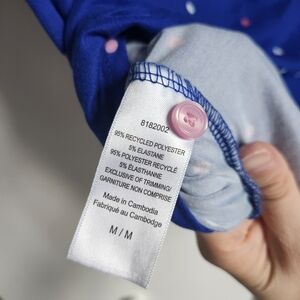 8182002
95% RECYCLED POLYESTER
5% ELASTANE
95% POLYESTER RECYCLÉ
5% ÉLASTHANNE
EXCLUSIVE OF TRIMMING/
GARNITURE NON COMPRISE
Made in Cambodia
Fabriqué au Cambodge
M / M